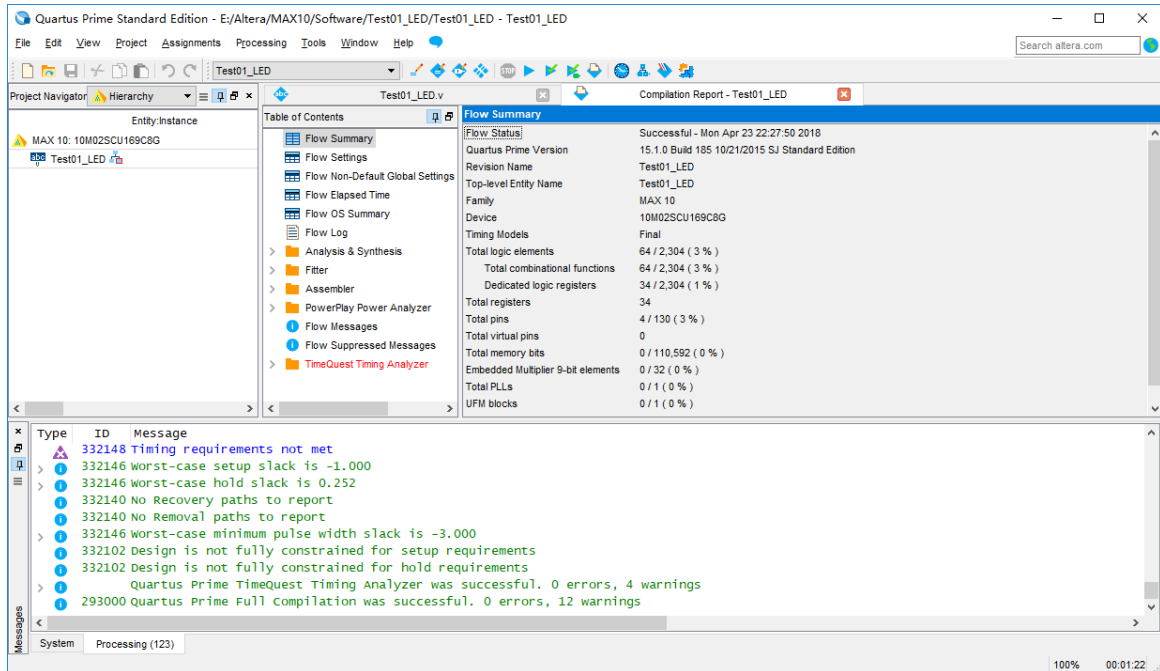 Quartus Prime Standard Edition - E:/Altera/MAX10/Software/Test01_LED/Test01_LED - Test01_LED
File Edit View Project Assignments Processing Tools Window Help
Search altera.com
Test01_LED
STOP
Project Navigator Hierarchy
Entity:Instance
MAX 10: 10M02SCU169C8G
abc Test01_LED
abc Test01_LED.v
Compilation Report - Test01_LED
Table of Contents
Flow Summary
Flow Settings
Flow Non-Default Global Settings
Flow Elapsed Time
Flow OS Summary
Flow Log
Analysis & Synthesis
Fitter
Assembler
PowerPlay Power Analyzer
Flow Messages
Flow Suppressed Messages
TimeQuest Timing Analyzer
Flow Summary
Flow Status Successful - Mon Apr 23 22:27:50 2018
Quartus Prime Version 15.1.0 Build 185 10/21/2015 SJ Standard Edition
Revision Name Test01_LED
Top-level Entity Name Test01_LED
Family MAX 10
Device 10M02SCU169C8G
Timing Models Final
Total logic elements 64 / 2,304 ( 3 % )
Total combinational functions 64 / 2,304 ( 3 % )
Dedicated logic registers 34 / 2,304 ( 1 % )
Total registers 34
Total pins 4 / 130 ( 3 % )
Total virtual pins 0
Total memory bits 0 / 110,592 ( 0 % )
Embedded Multiplier 9-bit elements 0 / 32 ( 0 % )
Total PLLs 0 / 1 ( 0 % )
UFM blocks 0 / 1 ( 0 % )
Type ID Message
332148 Timing requirements not met
332146 Worst-case setup slack is -1.000
332146 Worst-case hold slack is 0.252
332140 No Recovery paths to report
332140 No Removal paths to report
332146 Worst-case minimum pulse width slack is -3.000
332102 Design is not fully constrained for setup requirements
332102 Design is not fully constrained for hold requirements
Quartus Prime TimeQuest Timing Analyzer was successful. 0 errors, 4 warnings
293000 Quartus Prime Full Compilation was successful. 0 errors, 12 warnings
Messages
System Processing (123)
100% 00:01:22